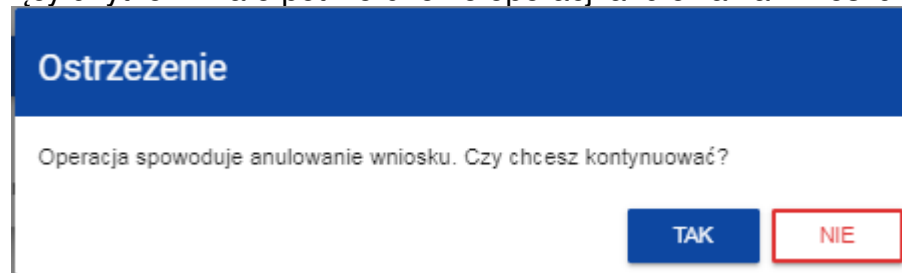 Ostrzeżenie
Operacja spowoduje anulowanie wniosku. Czy chcesz kontynuować?
TAK NIE